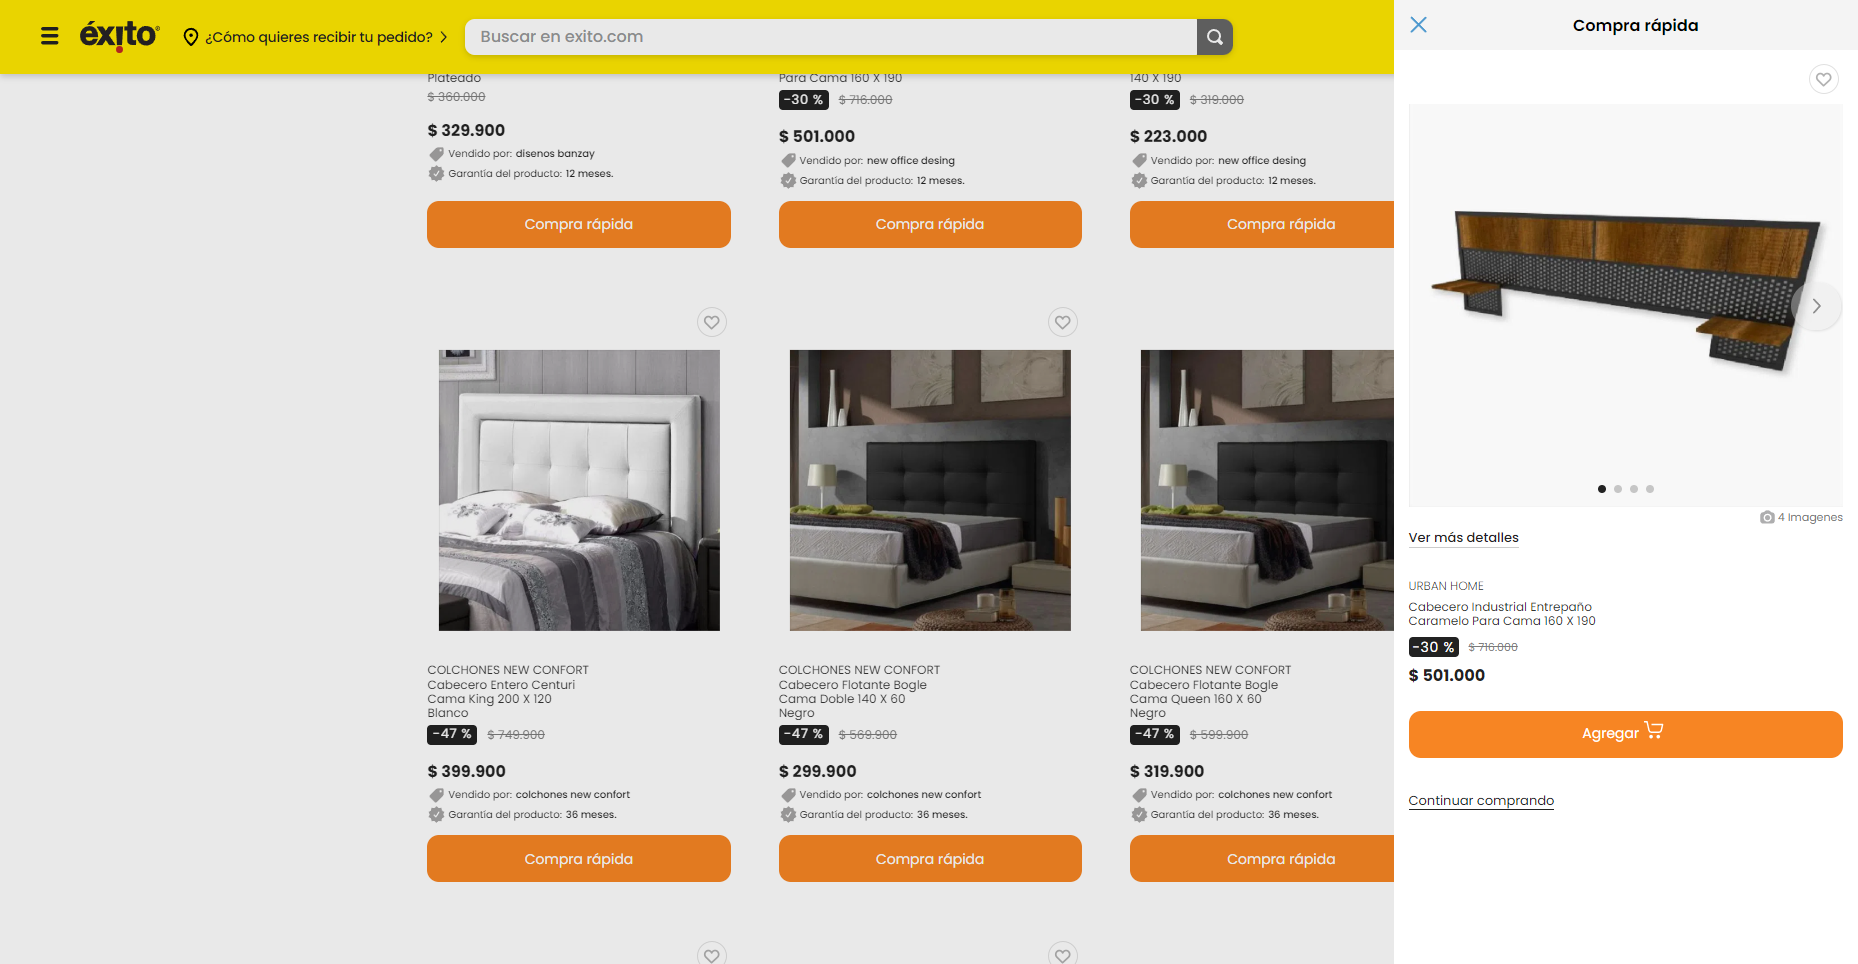 éxito
¿Cómo quieres recibir tu pedido?
Buscar en exito.com
Plateado
$ 360.000
$ 329.900
Vendido por: disenos banzay
Garantía del producto: 12 meses.
Compra rápida
Para Cama 160 X 190
-30 % $ 716.000
$ 501.000
Vendido por: new office desing
Garantía del producto: 12 meses.
Compra rápida
140 X 190
-30 % $ 319.000
$ 223.000
Vendido por: new office desing
Garantía del producto: 12 meses.
Compra rápida
COLCHONES NEW CONFORT
Cabecero Entero Centuri
Cama King 200 X 120
Blanco
-47 % $ 749.900
$ 399.900
Vendido por: colchones new confort
Garantía del producto: 36 meses.
Compra rápida
COLCHONES NEW CONFORT
Cabecero Flotante Bogle
Cama Doble 140 X 60
Negro
-47 % $ 569.900
$ 299.900
Vendido por: colchones new confort
Garantía del producto: 36 meses.
Compra rápida
COLCHONES NEW CONFORT
Cabecero Flotante Bogle
Cama Queen 160 X 60
Negro
-47 % $ 599.900
$ 319.900
Vendido por: colchones new confort
Garantía del producto: 36 meses.
Compra rápida
Compra rápida
4 Imagenes
Ver más detalles
URBAN HOME
Cabecero Industrial Entrepaño
Caramelo Para Cama 160 X 190
-30 % $ 716.000
$ 501.000
Agregar
Continuar comprando